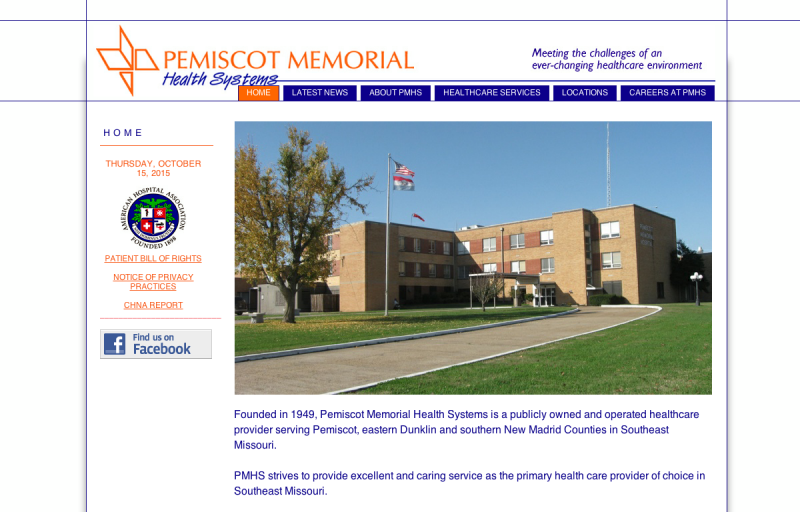 PEMISCOT MEMORIAL
Health Systems
Meeting the challenges of an
ever-changing healthcare environment
HOME
LATEST NEWS
ABOUT PMHS
HEALTHCARE SERVICES
LOCATIONS
CAREERS AT PMHS
HOME
THURSDAY, OCTOBER
15, 2015
AMERICAN HOSPITAL ASSOCIATION
FOUNDED 1898
PATIENT BILL OF RIGHTS
NOTICE OF PRIVACY
PRACTICES
CHNA REPORT
Find us on
Facebook
Founded in 1949, Pemiscot Memorial Health Systems is a publicly owned and operated healthcare
provider serving Pemiscot, eastern Dunklin and southern New Madrid Counties in Southeast
Missouri.
PMHS strives to provide excellent and caring service as the primary health care provider of choice in
Southeast Missouri.